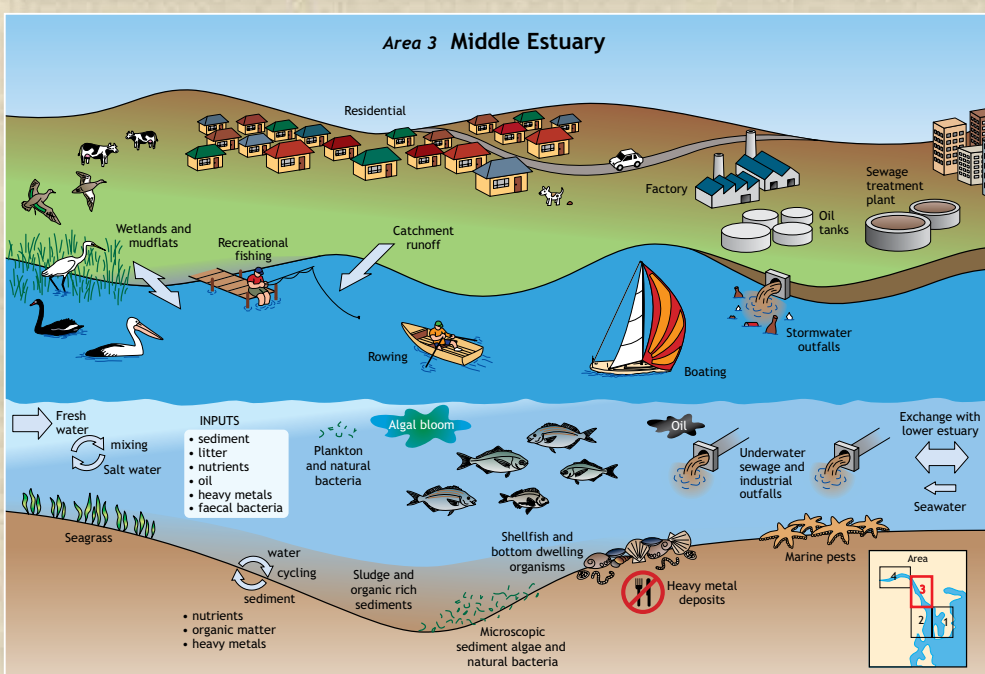 Area 3 Middle Estuary
Residential
Factory
Sewage
treatment
plant
Oil
tanks
Wetlands and
mudflats
Recreational
fishing
Catchment
runoff
Rowing
Boating
Stormwater
outfalls
Fresh
water
mixing
Salt water
INPUTS
• sediment
• litter
• nutrients
• oil
• heavy metals
• faecal bacteria
Plankton
and natural
bacteria
Algal bloom
Oil
Underwater
sewage and
industrial
outfalls
Exchange with
lower estuary
Seawater
Seagrass
water
cycling
sediment
• nutrients
• organic matter
• heavy metals
Sludge and
organic rich
sediments
Shellfish and
bottom dwelling
organisms
Microscopic
sediment algae and
natural bacteria
Heavy metal
deposits
Marine pests
Area
4
3
2
1